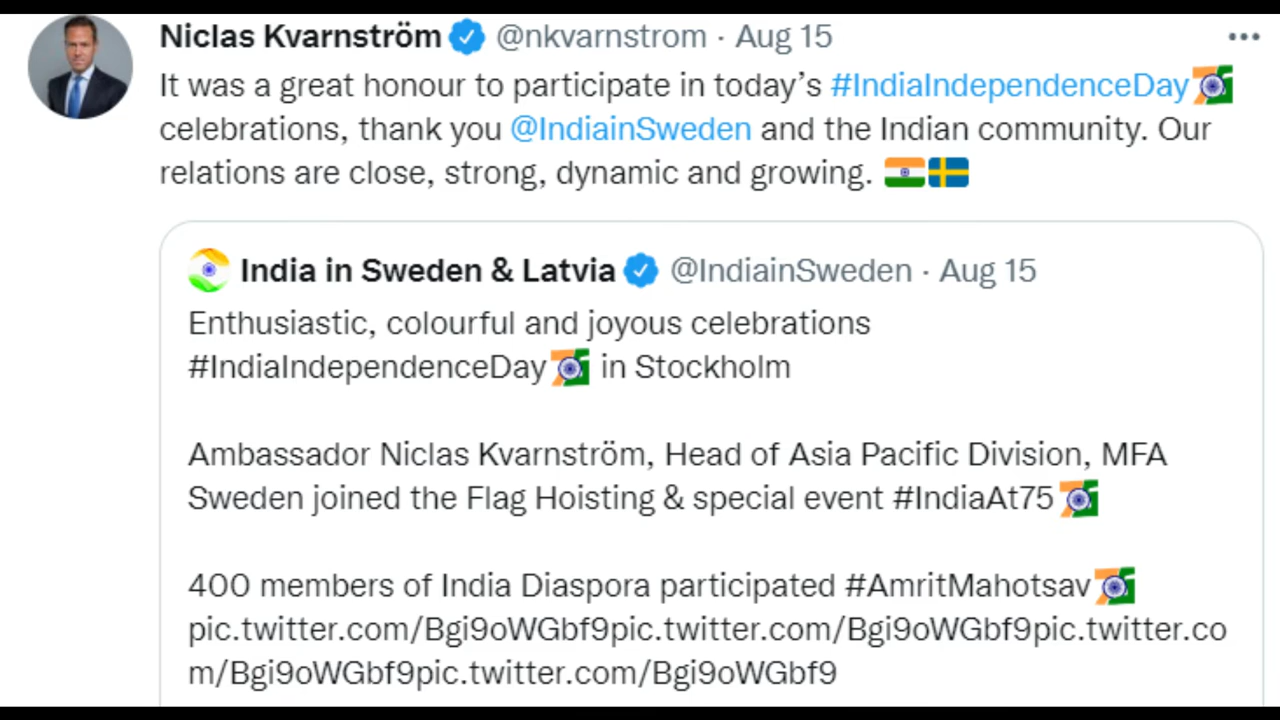 Niclas Kvarnström @nkvarnstrom · Aug 15
It was a great honour to participate in today’s #IndiaIndependenceDay
celebrations, thank you @IndiainSweden and the Indian community. Our
relations are close, strong, dynamic and growing. 🇮🇳🇸🇪
India in Sweden & Latvia @IndiainSweden · Aug 15
Enthusiastic, colourful and joyous celebrations
#IndiaIndependenceDay in Stockholm
Ambassador Niclas Kvarnström, Head of Asia Pacific Division, MFA
Sweden joined the Flag Hoisting & special event #IndiaAt75
400 members of India Diaspora participated #AmritMahotsav
pic.twitter.com/Bgi9oWGbf9pic.twitter.com/Bgi9oWGbf9pic.twitter.co
m/Bgi9oWGbf9pic.twitter.com/Bgi9oWGbf9